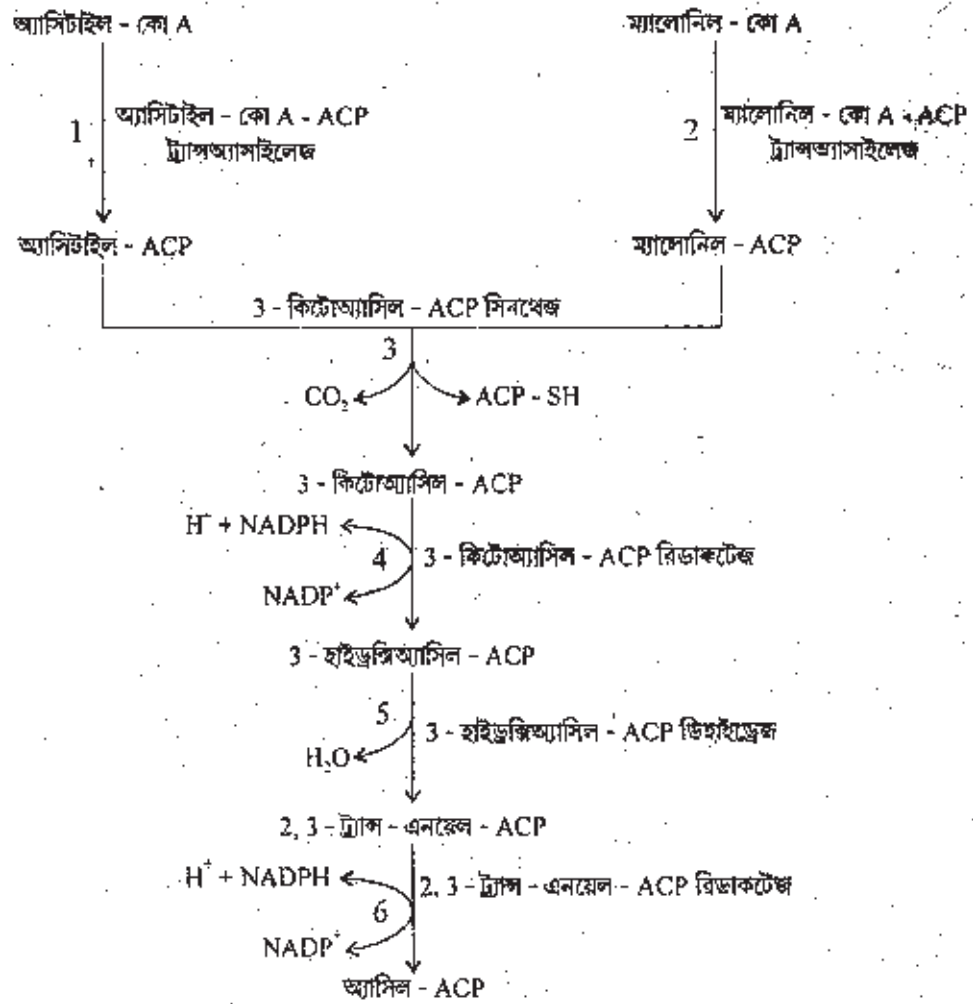 অ্যাসিটাইল - কো A
ম্যালোনিল - কো A
1
অ্যাসিটাইল - কো A - ACP
ট্র্যান্সঅ্যাসাইলেজ
2
ম্যালোনিল - কো A - ACP
ট্র্যান্সঅ্যাসাইলেজ
অ্যাসিটাইল - ACP
ম্যালোনিল - ACP
3 - কিটোঅ্যাসিল - ACP সিনথেজ
3
CO₂
ACP - SH
3 - কিটোঅ্যাসিল - ACP
H⁺ + NADPH
4
3 - কিটোঅ্যাসিল - ACP রিডাকটেজ
NADP⁺
3 - হাইড্রক্সিঅ্যাসিল - ACP
5
3 - হাইড্রক্সিঅ্যাসিল - ACP ডিহাইড্রেজ
H₂O
2, 3 - ট্র্যান্স - এনয়েল - ACP
H⁺ + NADPH
2, 3 - ট্র্যান্স - এনয়েল - ACP রিডাকটেজ
6
NADP⁺
অ্যাসিল - ACP